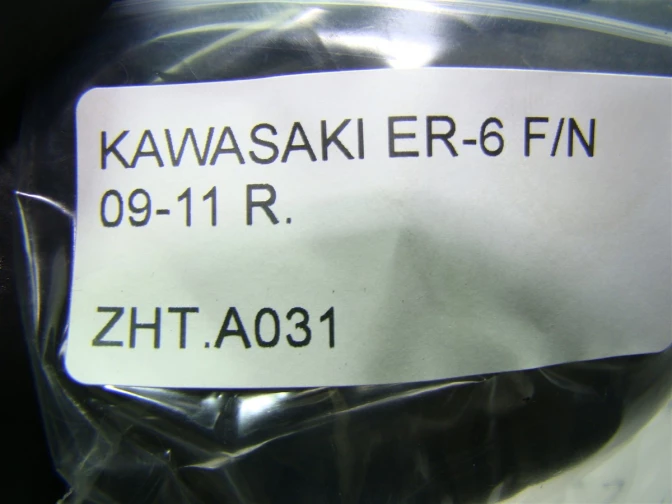 KAWASAKI ER-6 F/N
09-11 R.
ZHT.A031